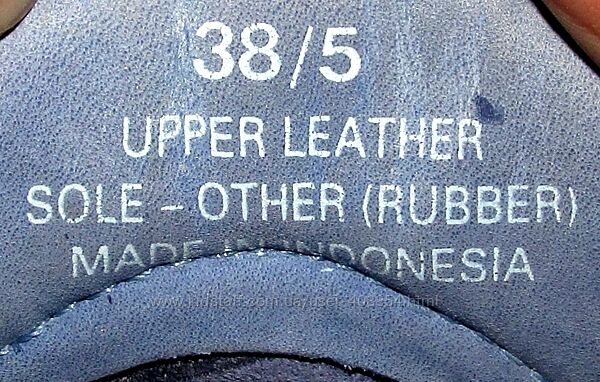 38/5
UPPER LEATHER
SOLE – OTHER (RUBBER)
MADE IN INDONESIA